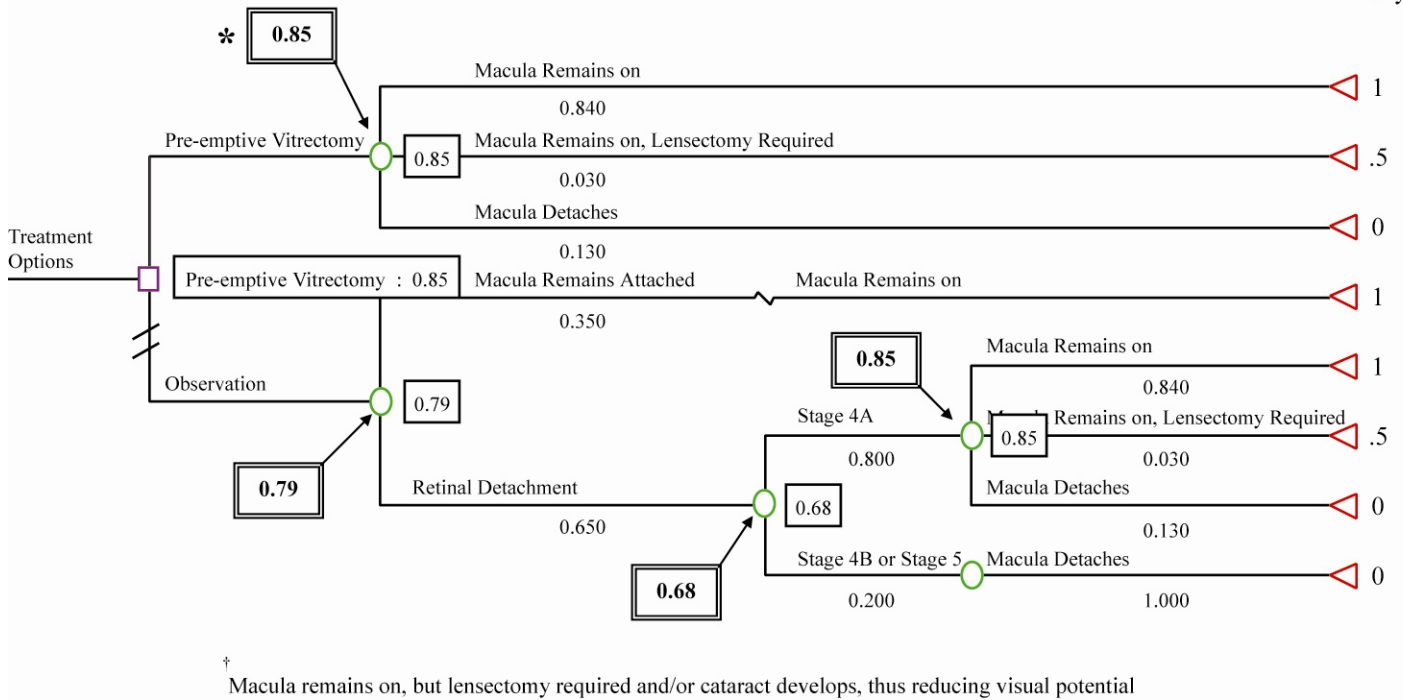 * 0.85
Macula Remains on
1
0.840
Pre-emptive Vitrectomy
0.85
Macula Remains on, Lensectomy Required
.5
0.030
Macula Detaches
0
0.130
Treatment
Options
Pre-emptive Vitrectomy : 0.85
Macula Remains Attached
Macula Remains on
1
0.350
0.85
Macula Remains on
1
0.840
Observation
0.79
Stage 4A
0.800
0.85
Remains on, Lensectomy Required
.5
0.030
0.79
Retinal Detachment
0.650
0.68
Macula Detaches
0
0.130
0.68
Stage 4B or Stage 5
0.200
Macula Detaches
0
1.000
†Macula remains on, but lensectomy required and/or cataract develops, thus reducing visual potential